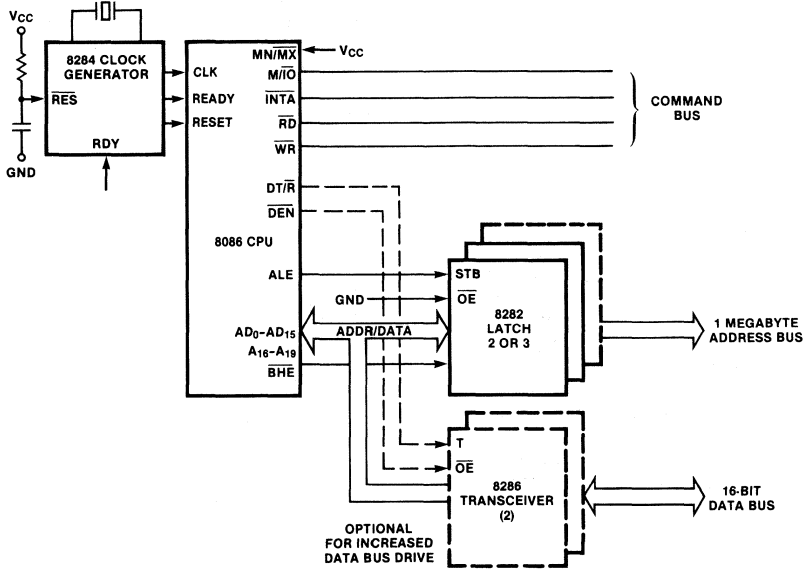 VCC
8284 CLOCK
GENERATOR
RES
RDY
GND
CLK
READY
RESET
8086 CPU
MN/MX
VCC
M/IO
INTA
RD
WR
COMMAND
BUS
DT/R
DEN
ALE
STB
GND
OE
8282
LATCH
2 OR 3
AD0–AD15
ADDR/DATA
A16–A19
BHE
1 MEGABYTE
ADDRESS BUS
T
OE
8286
TRANSCEIVER
(2)
16-BIT
DATA BUS
OPTIONAL
FOR INCREASED
DATA BUS DRIVE